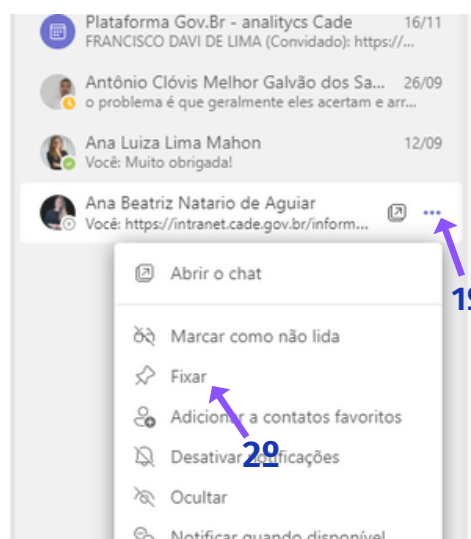 Plataforma Gov.Br - analitycs Cade 16/11
FRANCISCO DAVI DE LIMA (Convidado): https://...
Antônio Clóvis Melhor Galvão dos Sa... 26/09
o problema é que geralmente eles acertam e arr...
Ana Luiza Lima Mahon 12/09
Você: Muito obrigada!
Ana Beatriz Natario de Aguiar
Você: https://intranet.cade.gov.br/inform...
Abrir o chat
1º
Marcar como não lida
Fixar
Adicionar a contatos favoritos
2º
Desativar notificações
Ocultar
Notificar quando disponível